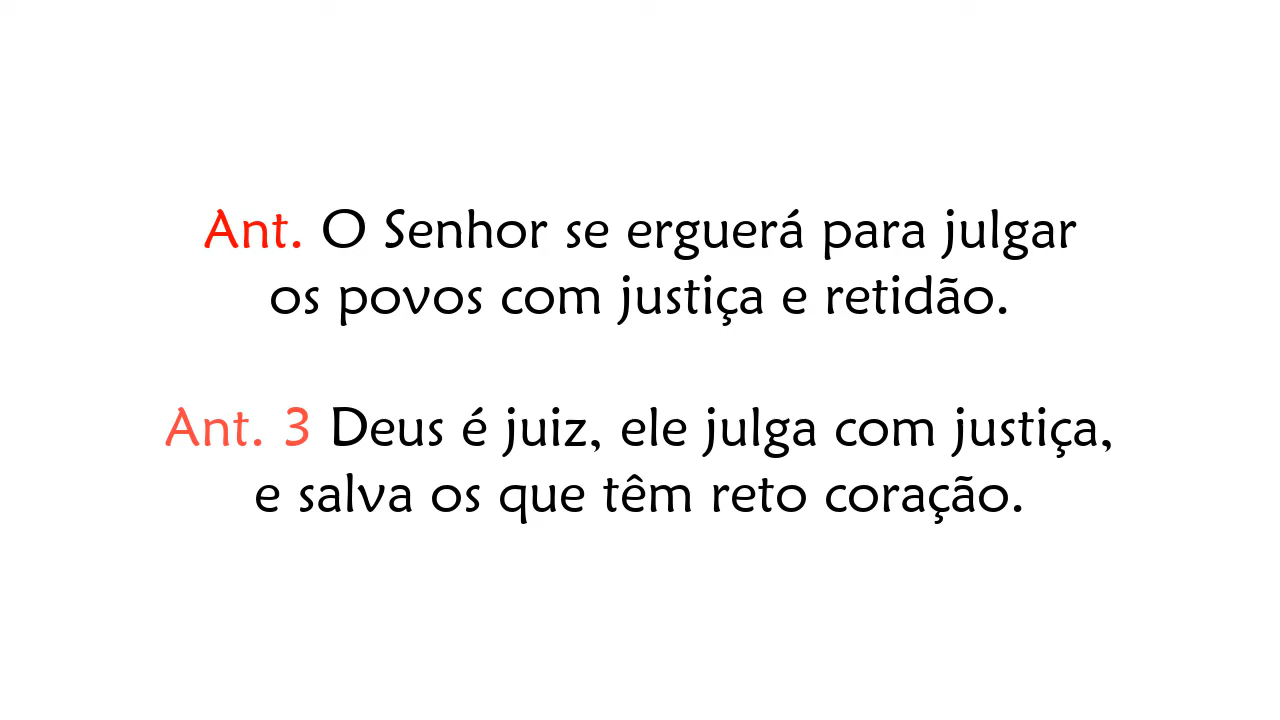 Ant. O Senhor se erguerá para julgar
os povos com justiça e retidão.
Ant. 3 Deus é juiz, ele julga com justiça,
e salva os que têm reto coração.